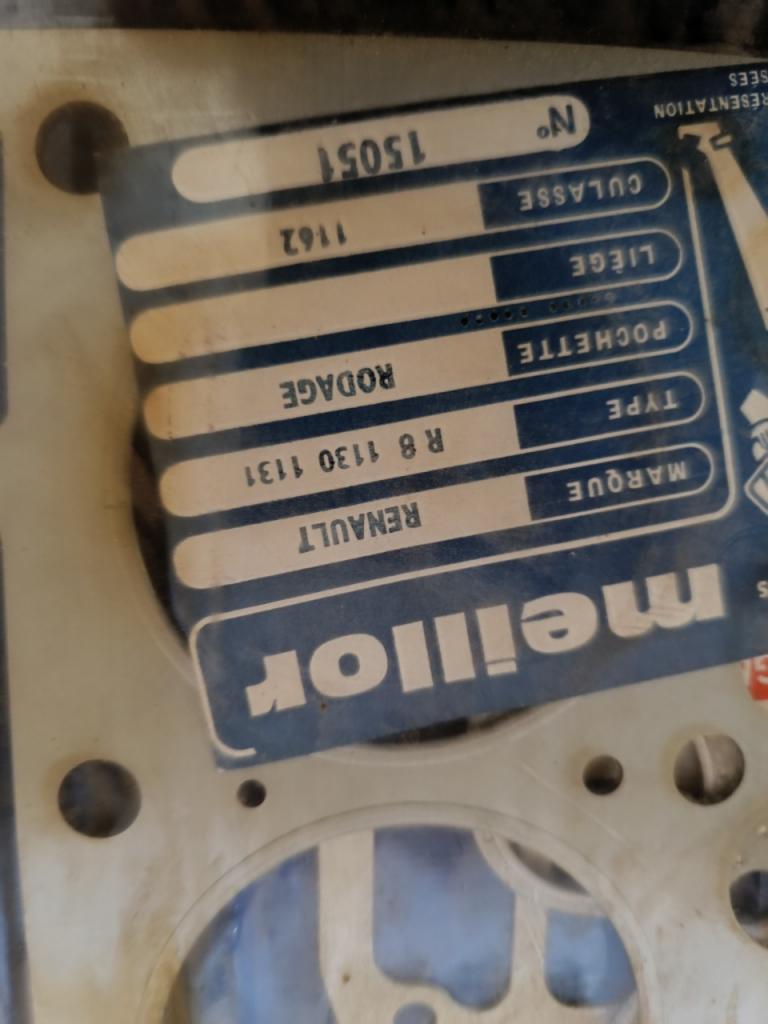 meillor
MARQUE RENAULT
TYPE R 8 1130 1131
POCHETTE RODAGE
LIÈGE
CULASSE 1162
N° 15051